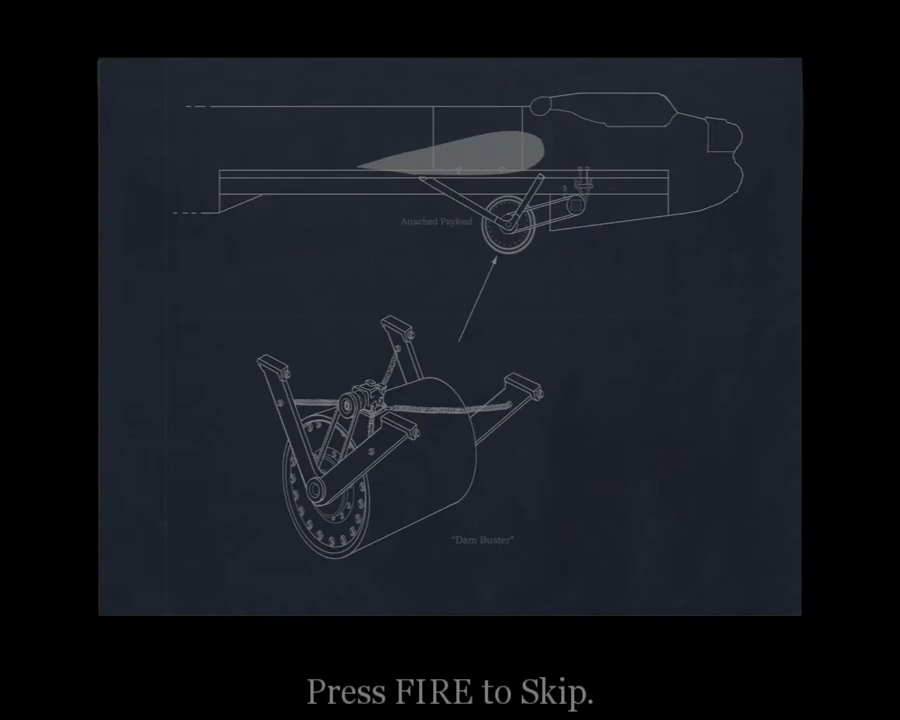 Attached Payload
"Dam Buster"
Press FIRE to Skip.